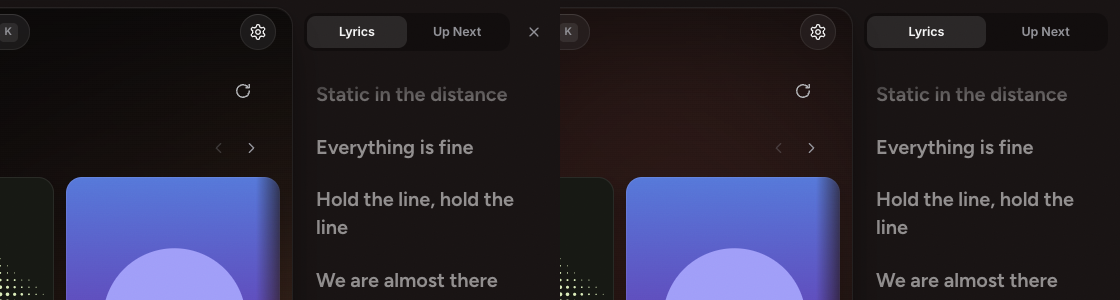 K
Lyrics
Up Next
Static in the distance
Everything is fine
Hold the line, hold the
line
We are almost there
K
Lyrics
Up Next
Static in the distance
Everything is fine
Hold the line, hold the
line
We are almost there